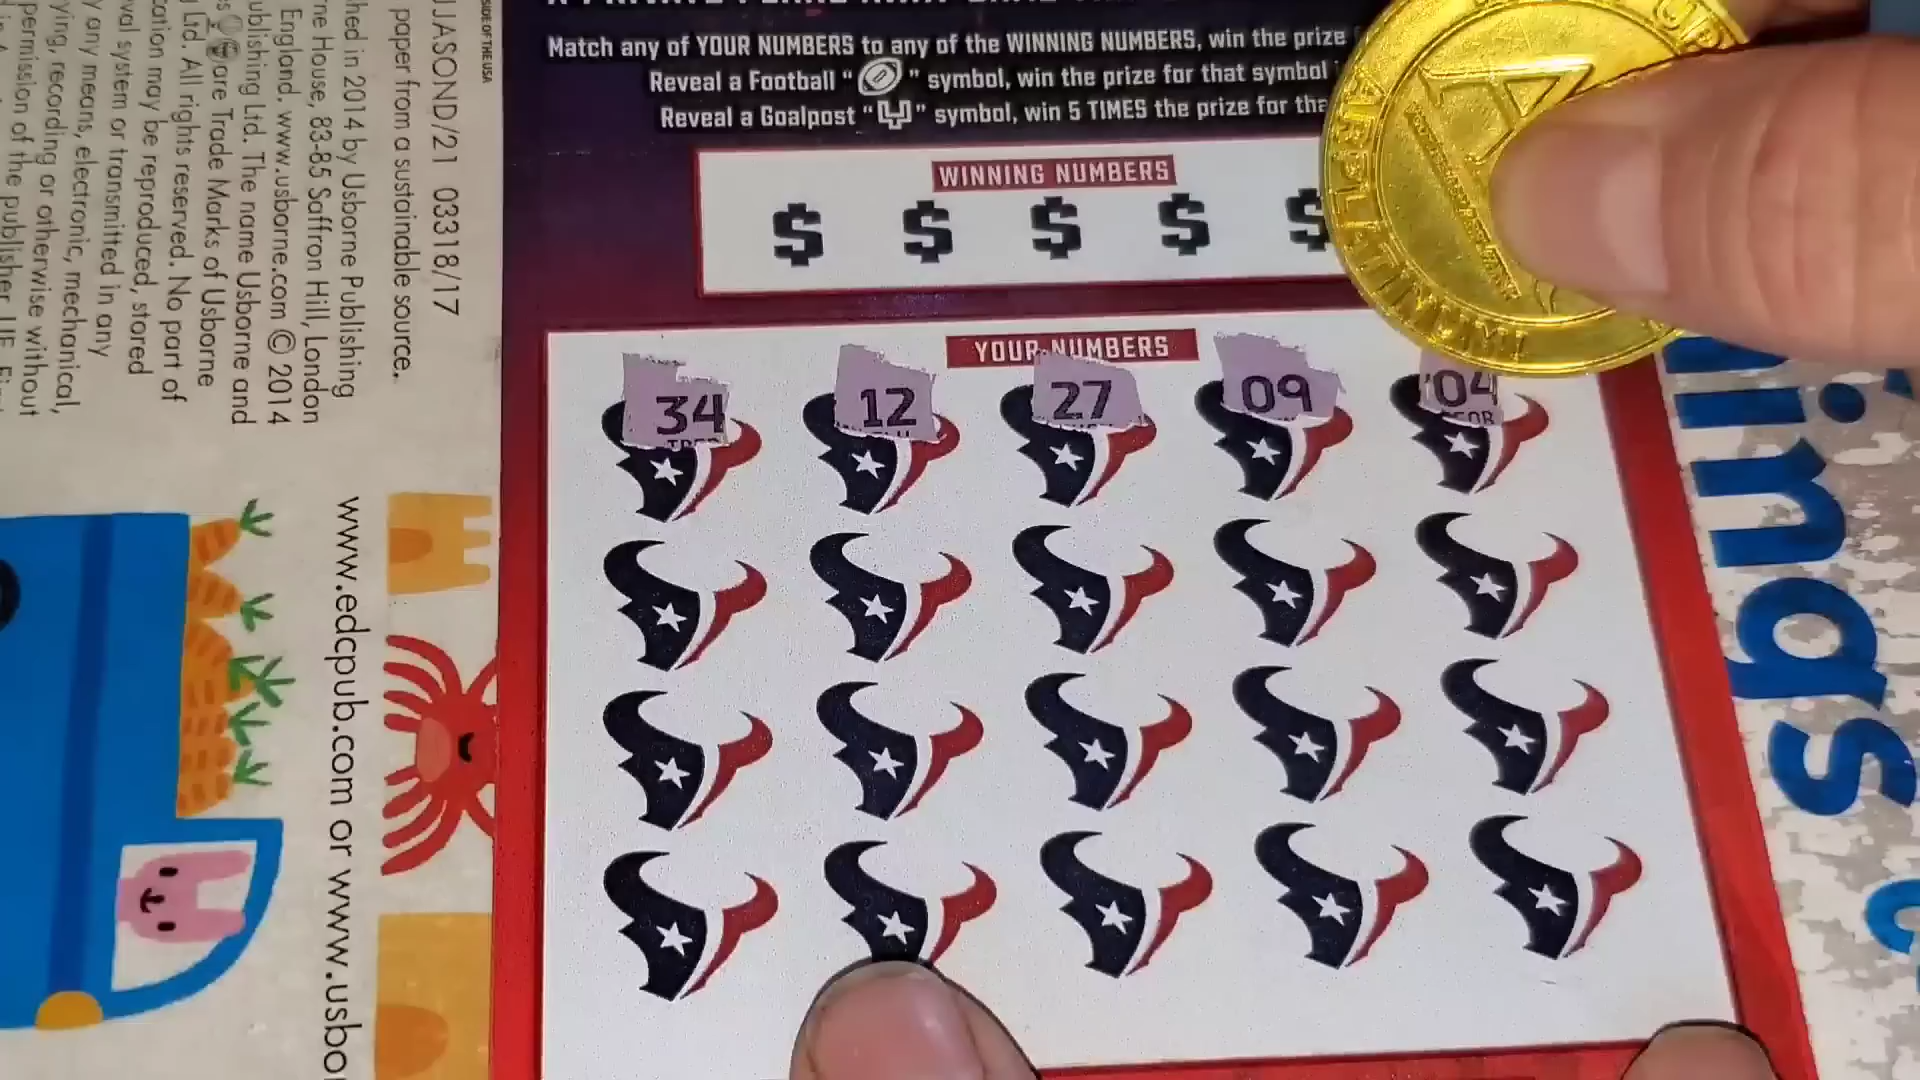 Match any of YOUR NUMBERS to any of the WINNING NUMBERS, win the prize
Reveal a Football " " symbol, win the prize for that symbol
Reveal a Goalpost " " symbol, win 5 TIMES the prize for tha
WINNING NUMBERS
$ $ $ $ $
YOUR NUMBERS
34 12 27 09 04
ARPLATINUM
JJASOND/21 03318/17
paper from a sustainable source.
hed in 2014 by Usborne Publishing
ne House, 83-85 Saffron Hill, London
England. www.usborne.com © 2014
ublishing Ltd. The name Usborne and
are Trade Marks of Usborne
Ltd. All rights reserved. No part of
cation may be reproduced, stored
val system or transmitted in any
y any means, electronic, mechanical,
ying, recording or otherwise without
permission of the publisher.
www.edcpub.com or www.usbo
ings